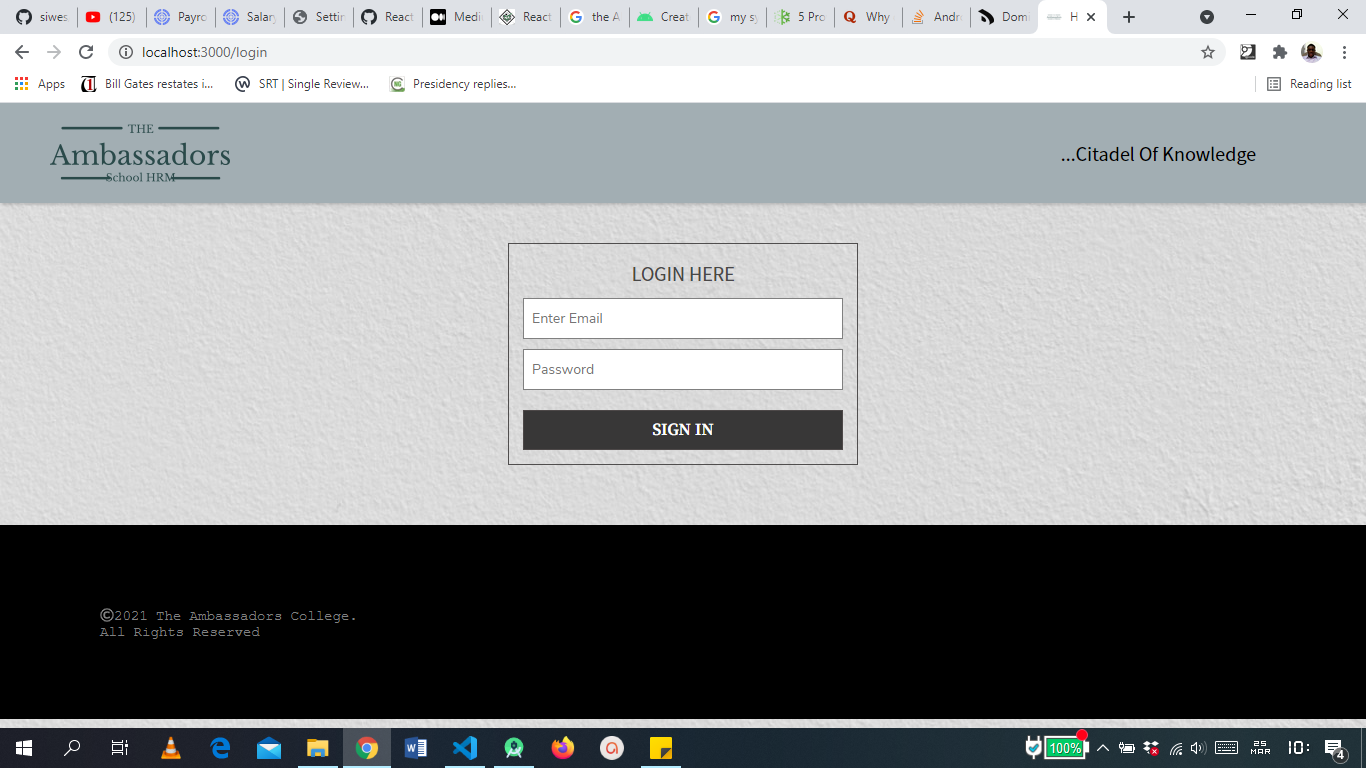 siwes
(125)
Payro
Salary
Settin
React
Medi
React
the A
Creat
my sy
5 Pro
Why
Andr
Dom
H
localhost:3000/login
Apps
Bill Gates restates i...
SRT | Single Review...
Presidency replies...
Reading list
THE
Ambassadors
School HRM
...Citadel Of Knowledge
LOGIN HERE
Enter Email
Password
SIGN IN
©2021 The Ambassadors College.
All Rights Reserved
100%
25
MAR
10:
4